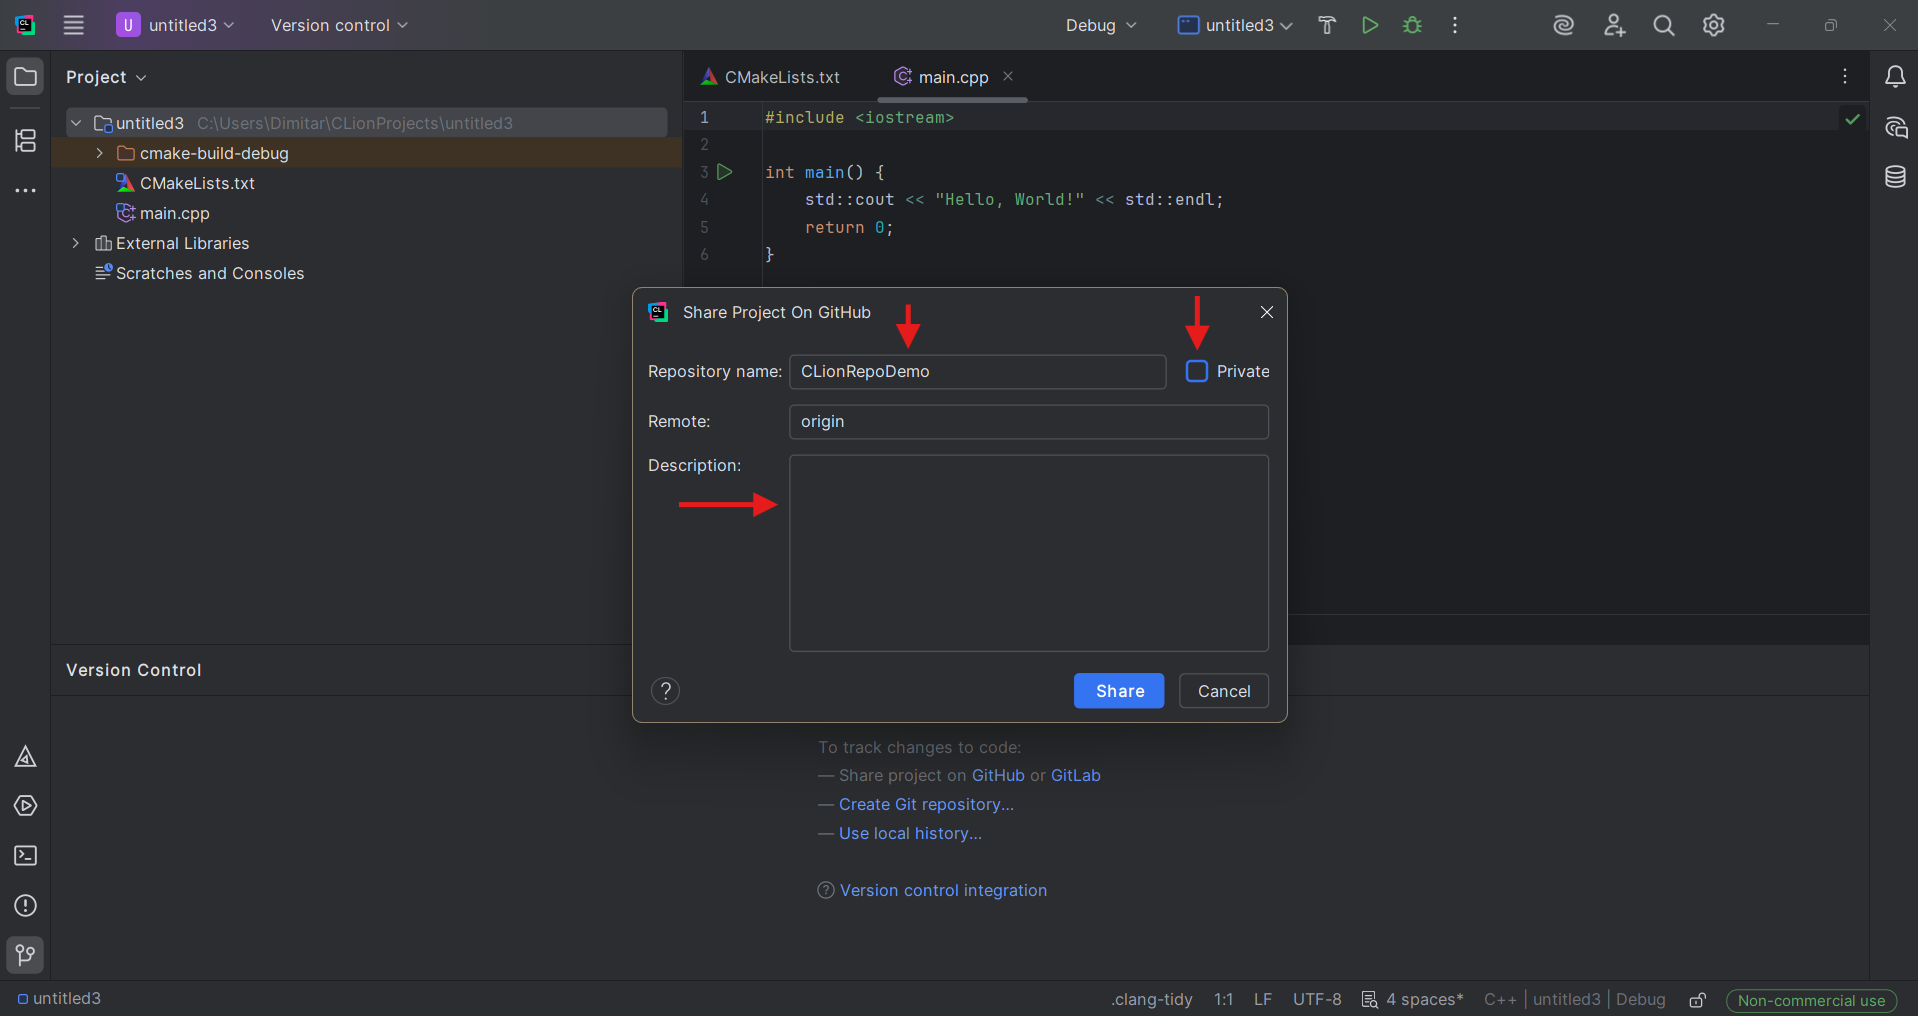 U untitled3 Version control Debug untitled3
Project
CMakeLists.txt main.cpp
untitled3 C:\Users\Dimitar\CLionProjects\untitled3
cmake-build-debug
CMakeLists.txt
main.cpp
External Libraries
Scratches and Consoles
1 #include <iostream>
2
3 int main() {
4 std::cout << "Hello, World!" << std::endl;
5 return 0;
6 }
CL Share Project On GitHub
Repository name: CLionRepoDemo Private
Remote: origin
Description:
? Share Cancel
Version Control
To track changes to code:
— Share project on GitHub or GitLab
— Create Git repository...
— Use local history...
? Version control integration
untitled3 .clang-tidy 1:1 LF UTF-8 4 spaces* C++ | untitled3 | Debug Non-commercial use